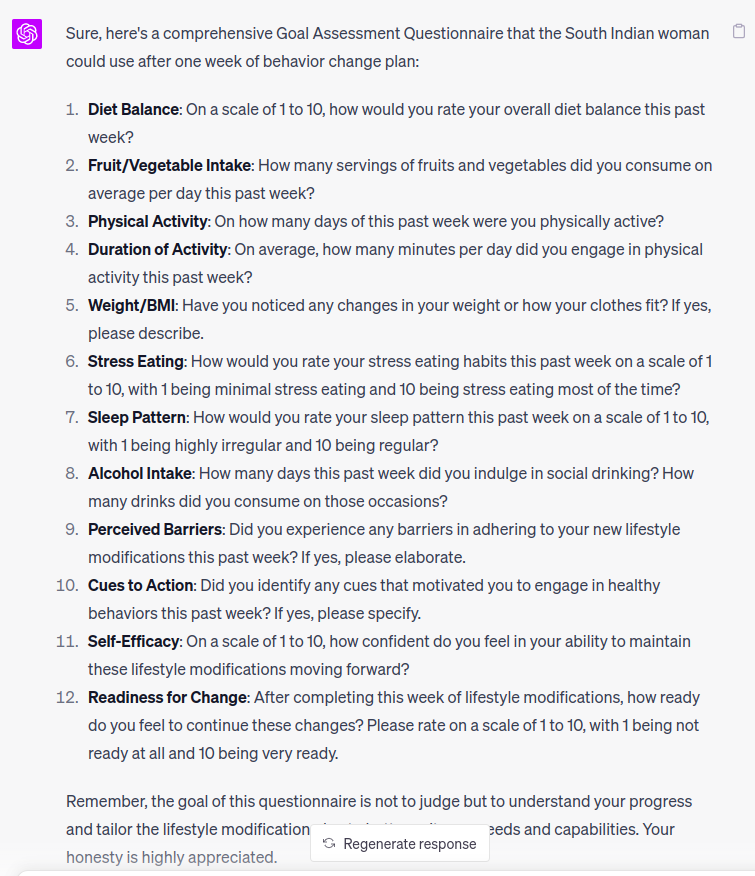 Sure, here's a comprehensive Goal Assessment Questionnaire that the South Indian woman
could use after one week of behavior change plan:
1. Diet Balance: On a scale of 1 to 10, how would you rate your overall diet balance this past
week?
2. Fruit/Vegetable Intake: How many servings of fruits and vegetables did you consume on
average per day this past week?
3. Physical Activity: On how many days of this past week were you physically active?
4. Duration of Activity: On average, how many minutes per day did you engage in physical
activity this past week?
5. Weight/BMI: Have you noticed any changes in your weight or how your clothes fit? If yes,
please describe.
6. Stress Eating: How would you rate your stress eating habits this past week on a scale of 1
to 10, with 1 being minimal stress eating and 10 being stress eating most of the time?
7. Sleep Pattern: How would you rate your sleep pattern this past week on a scale of 1 to 10,
with 1 being highly irregular and 10 being regular?
8. Alcohol Intake: How many days this past week did you indulge in social drinking? How
many drinks did you consume on those occasions?
9. Perceived Barriers: Did you experience any barriers in adhering to your new lifestyle
modifications this past week? If yes, please elaborate.
10. Cues to Action: Did you identify any cues that motivated you to engage in healthy
behaviors this past week? If yes, please specify.
11. Self-Efficacy: On a scale of 1 to 10, how confident do you feel in your ability to maintain
these lifestyle modifications moving forward?
12. Readiness for Change: After completing this week of lifestyle modifications, how ready
do you feel to continue these changes? Please rate on a scale of 1 to 10, with 1 being not
ready at all and 10 being very ready.
Remember, the goal of this questionnaire is not to judge but to understand your progress
and tailor the lifestyle modification and capabilities. Your
Regenerate response
honesty is highly appreciated.